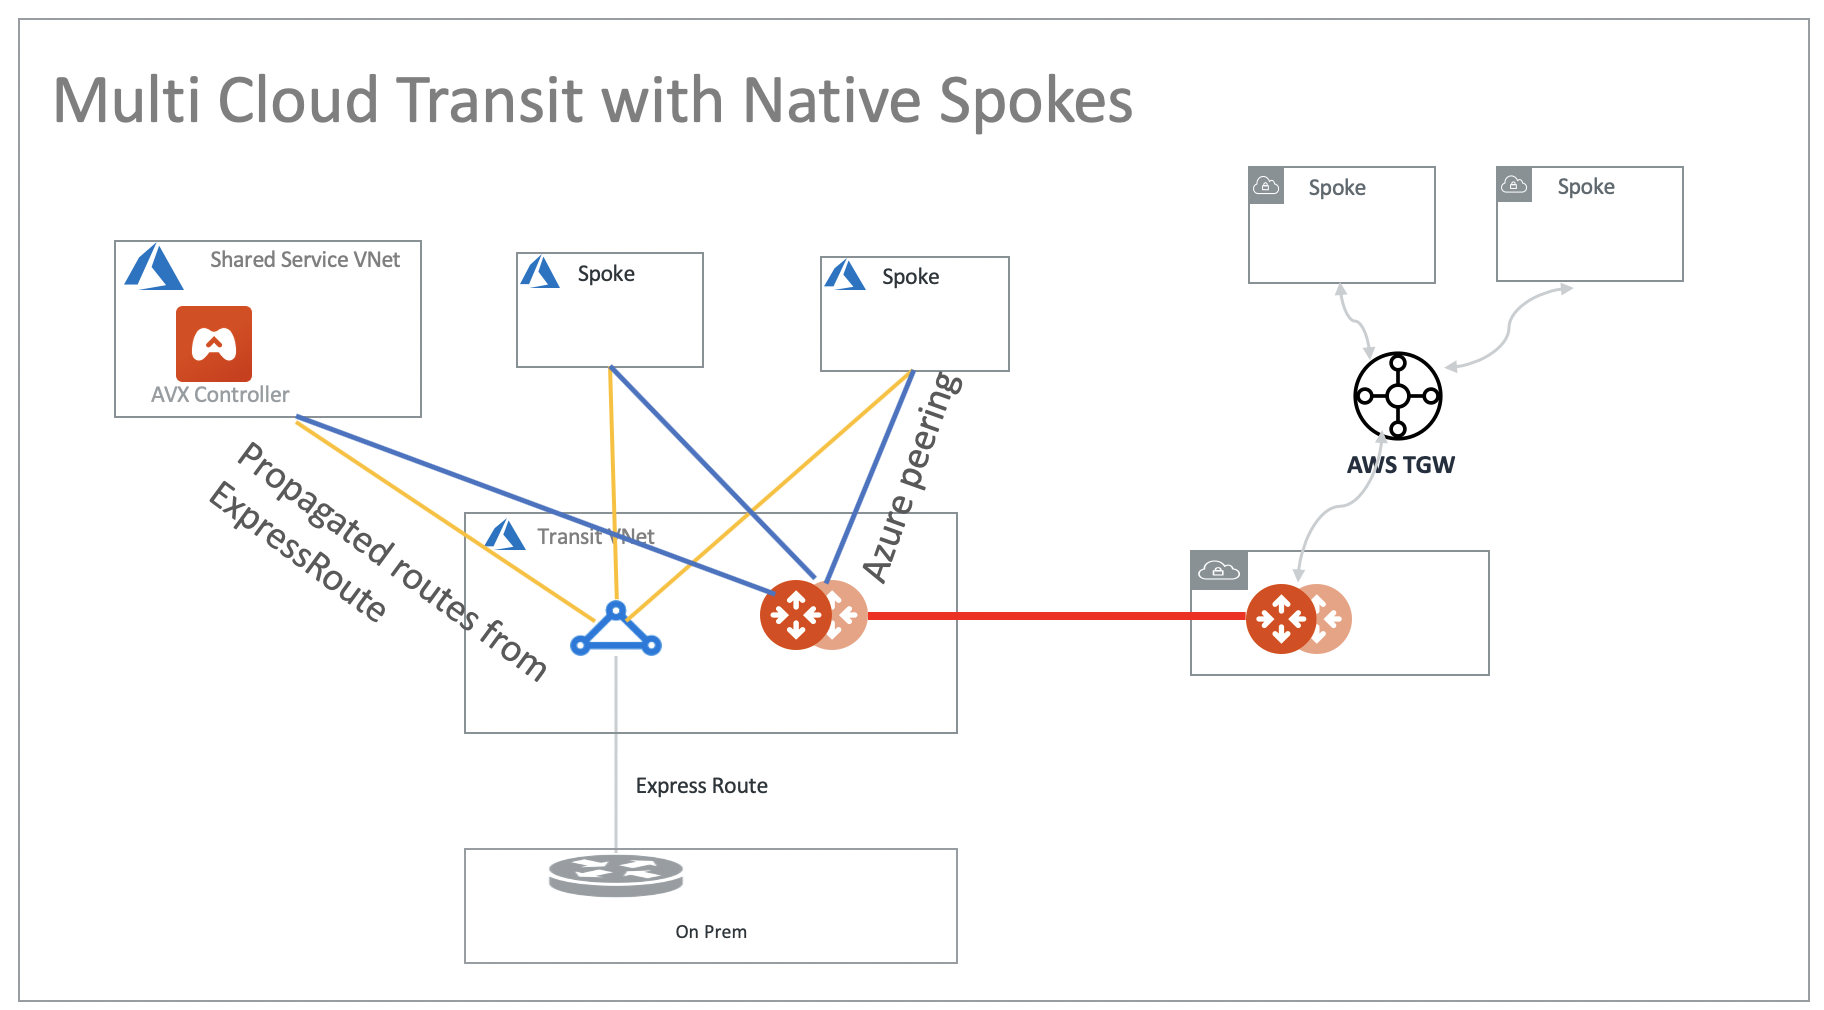 Multi Cloud Transit with Native Spokes
Spoke
Spoke
Shared Service VNet
Spoke
Spoke
AVX Controller
Propagated routes from
ExpressRoute
Azure peering
AWS TGW
Transit VNet
Express Route
On Prem